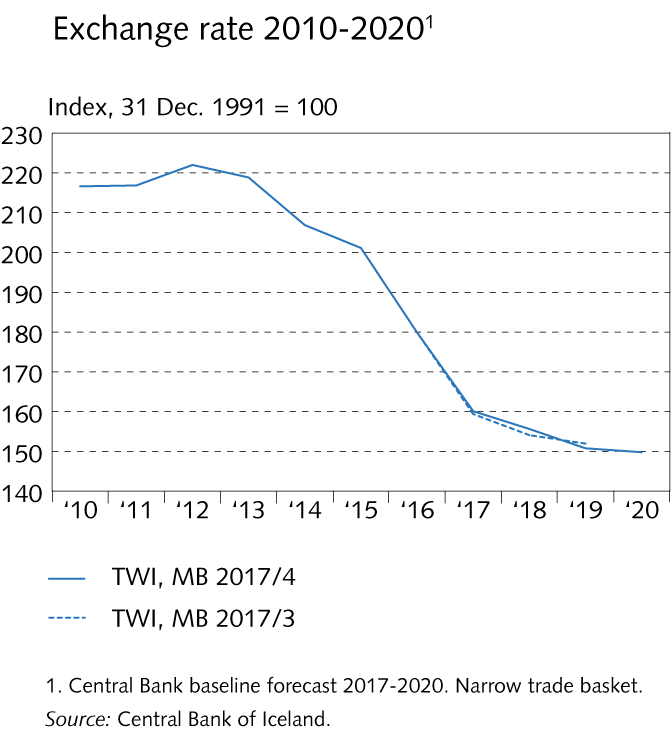 Exchange rate 2010-2020¹
Index, 31 Dec. 1991 = 100
230
220
210
200
190
180
170
160
150
140
‘10 ‘11 ‘12 ‘13 ‘14 ‘15 ‘16 ‘17 ‘18 ‘19 ‘20
TWI, MB 2017/4
TWI, MB 2017/3
1. Central Bank baseline forecast 2017-2020. Narrow trade basket.
Source: Central Bank of Iceland.